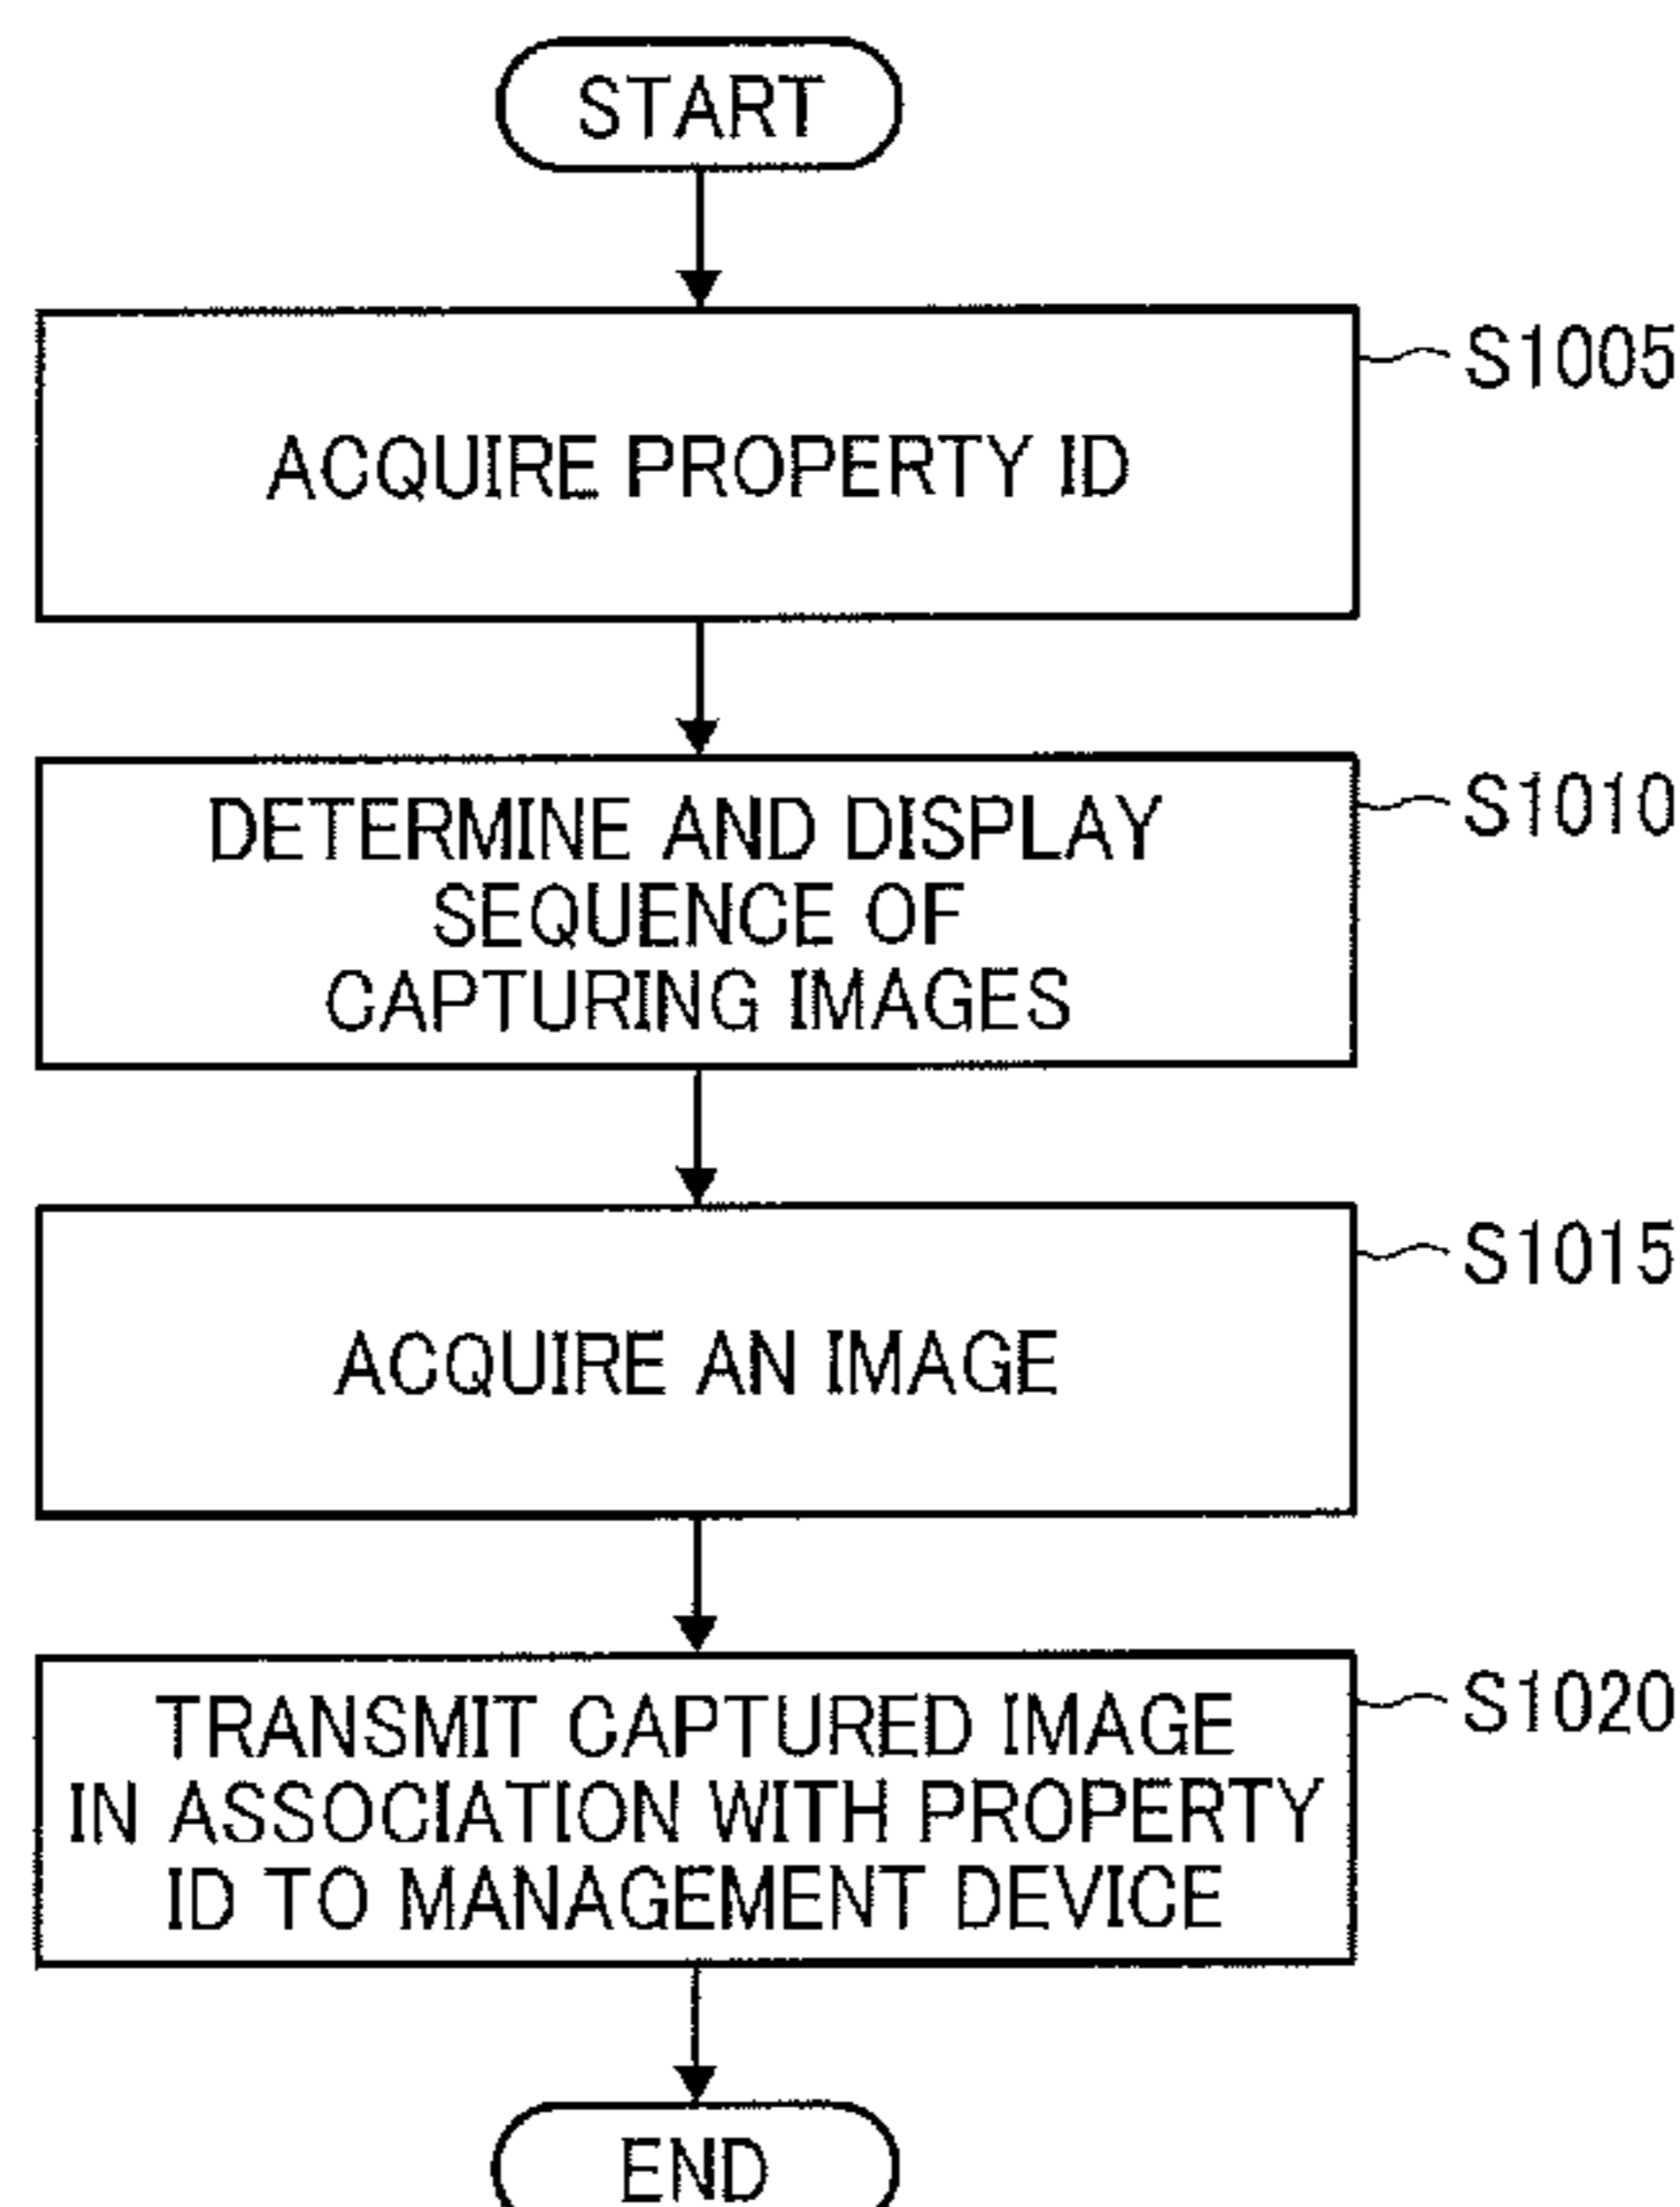 START
S1005
ACQUIRE PROPERTY ID
S1010
DETERMINE AND DISPLAY
SEQUENCE OF
CAPTURING IMAGES
S1015
ACQUIRE AN IMAGE
S1020
TRANSMIT CAPTURED IMAGE
IN ASSOCIATION WITH PROPERTY
ID TO MANAGEMENT DEVICE
END